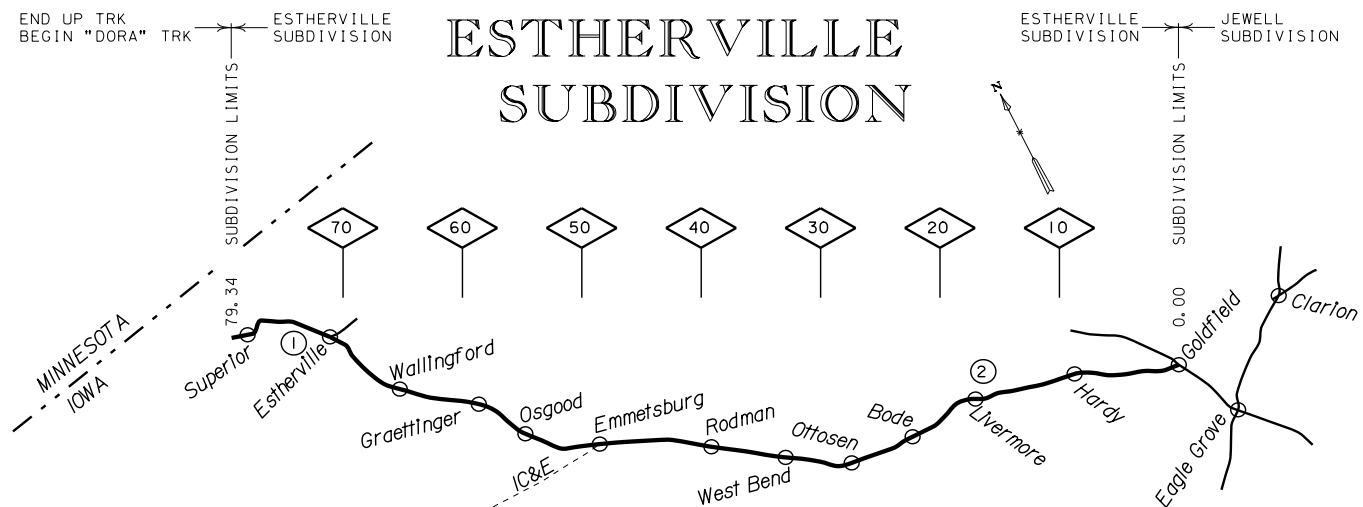 END UP TRK
BEGIN "DORA" TRK
ESTHERVILLE
SUBDIVISION
ESTHERVILLE
SUBDIVISION
ESTHERVILLE
SUBDIVISION
JEWELL
SUBDIVISION
SUBDIVISION LIMITS
79.34
SUBDIVISION LIMITS
0.00
N
70
60
50
40
30
20
10
MINNESOTA
IOWA
Superior
1
Estherville
Wallingford
Graettinger
Osgood
IC&E
Emmetsburg
Rodman
West Bend
Ottosen
Bode
2
Livermore
Hardy
Goldfield
Eagle Grove
Clarion